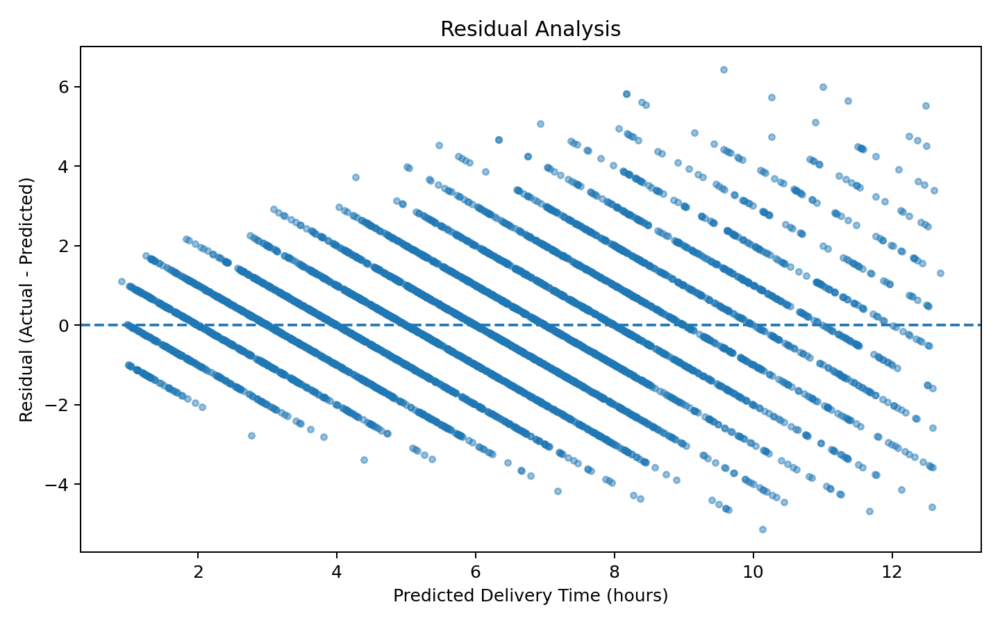 Residual Analysis
Residual (Actual - Predicted)
6
4
2
0
−2
−4
2 4 6 8 10 12
Predicted Delivery Time (hours)